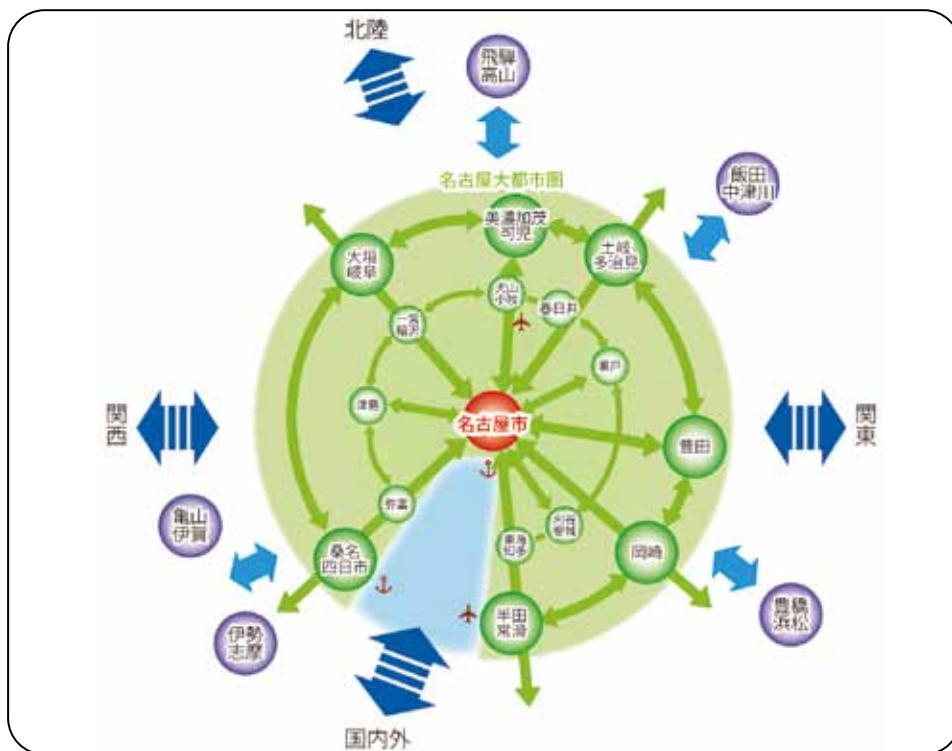 北陸
飛騨
高山
飯田
中津川
名古屋大都市圏
美濃加茂
可児
土岐
多治見
大垣
岐阜
犬山
小牧
春日井
一宮
稲沢
瀬戸
津島
名古屋市
関西
関東
豊田
弥富
亀山
伊賀
桑名
四日市
東海
知多
刈谷
安城
岡崎
半田
常滑
豊橋
浜松
伊勢
志摩
国内外